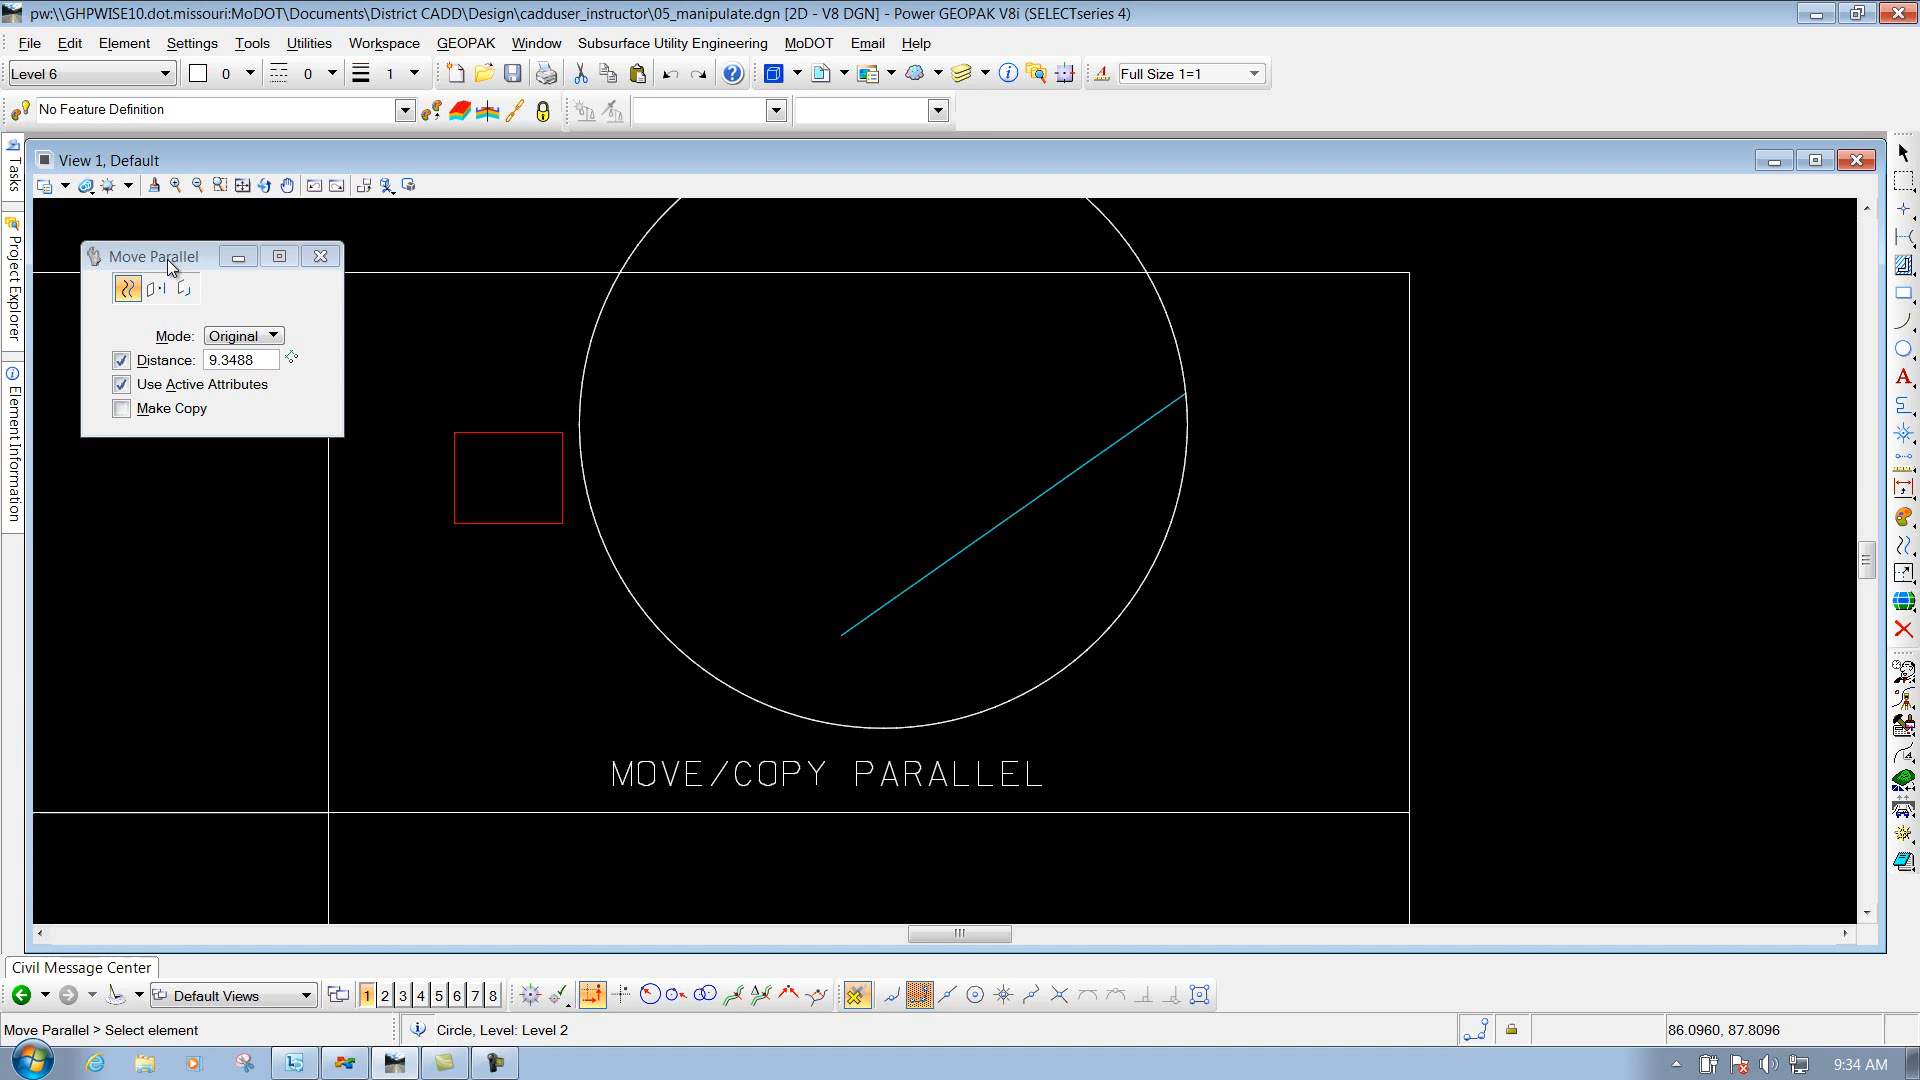 pw:\\GHPWISE10.dot.missouri:MoDOT\Documents\District CADD\Design\cadduser_instructor\05_manipulate.dgn [2D - V8 DGN] - Power GEOPAK V8i (SELECTseries 4)
File Edit Element Settings Tools Utilities Workspace GEOPAK Window Subsurface Utility Engineering MoDOT Email Help
Level 6 0 0 1 Full Size 1=1
No Feature Definition
View 1, Default
Tasks
Project Explorer
Element Information
Move Parallel
Mode: Original
Distance: 9.3488
Use Active Attributes
Make Copy
MOVE/COPY PARALLEL
Civil Message Center
Default Views 1 2 3 4 5 6 7 8
Move Parallel > Select element Circle, Level: Level 2 86.0960, 87.8096
9:34 AM